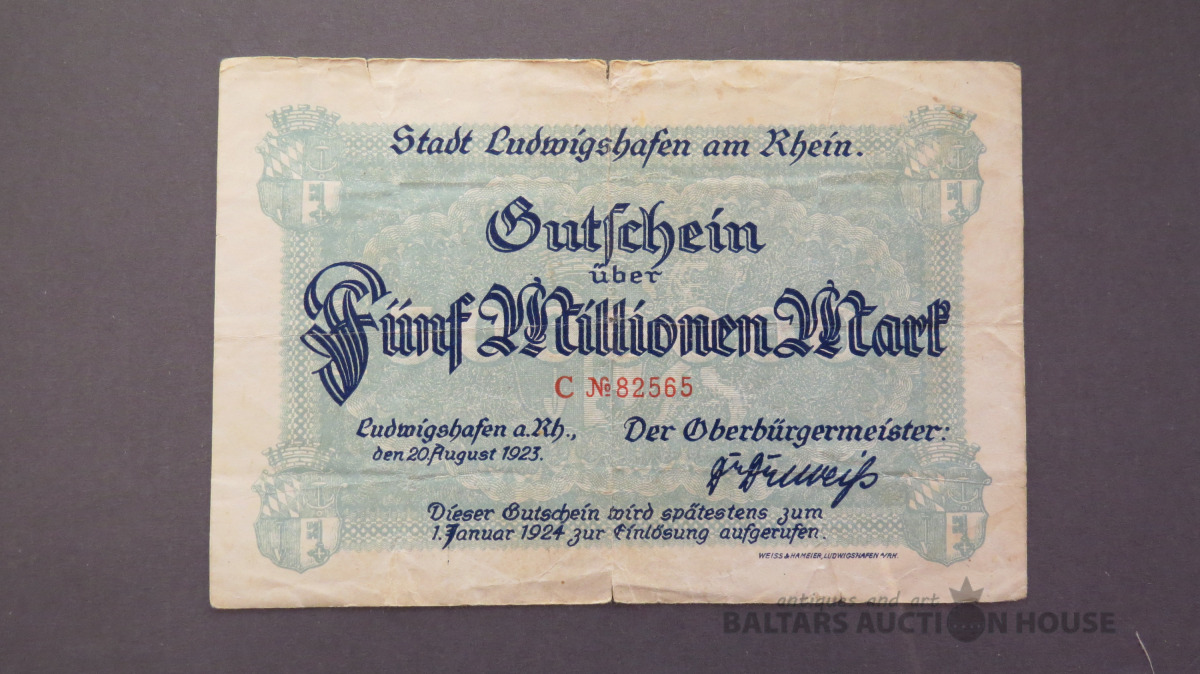 Stadt Ludwigshafen am Rhein.
Gutschein
über
Fünf Millionen Mark
C № 82565
Ludwigshafen a. Rh., Der Oberbürgermeister:
den 20. August 1923.
Dieser Gutschein wird spätestens zum
1. Januar 1924 zur Einlösung aufgerufen.
WEISS & HAMEIER, LUDWIGSHAFEN a/RH.
antiques and art
BALTARS AUCTION HOUSE